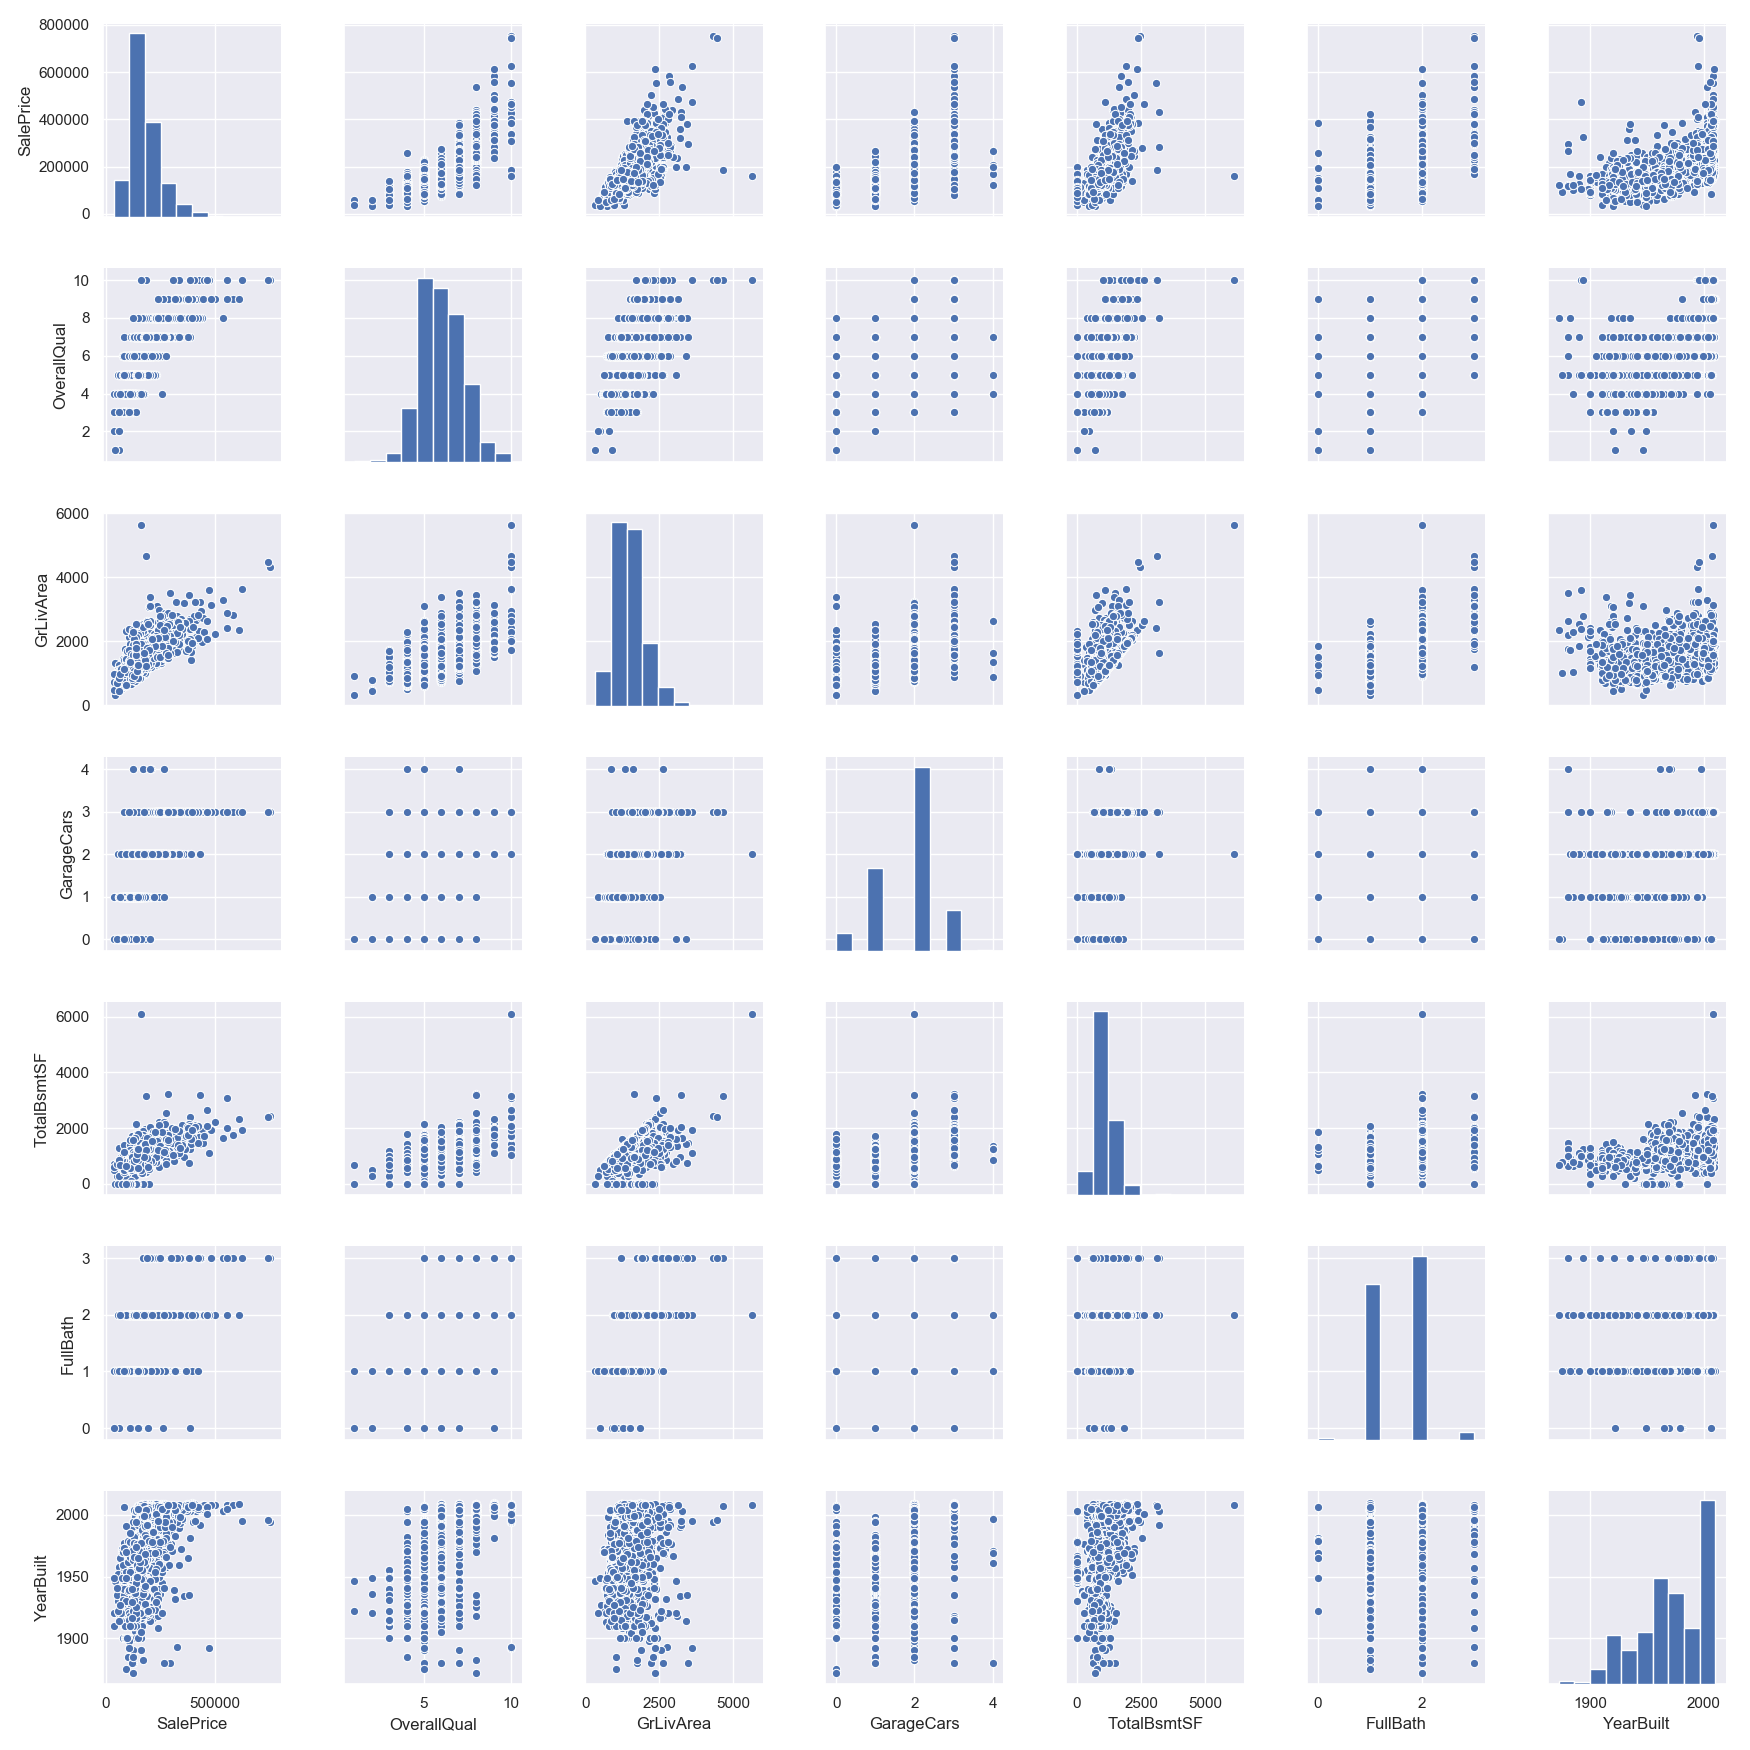 800000
600000
400000
200000
0
SalePrice
10
8
6
4
2
OverallQual
6000
4000
2000
0
GrLivArea
4
3
2
1
0
GarageCars
6000
4000
2000
0
TotalBsmtSF
3
2
1
0
FullBath
2000
1950
1900
YearBuilt
0 500000
SalePrice
5 10
OverallQual
0 2500 5000
GrLivArea
0 2 4
GarageCars
0 2500 5000
TotalBsmtSF
0 2
FullBath
1900 2000
YearBuilt